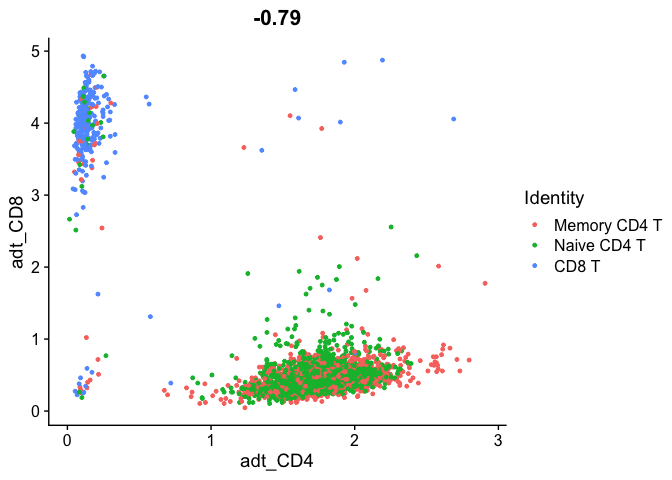 -0.79
5
4
3
2
1
0
adt_CD8
0
1
2
3
adt_CD4
Identity
Memory CD4 T
Naive CD4 T
CD8 T